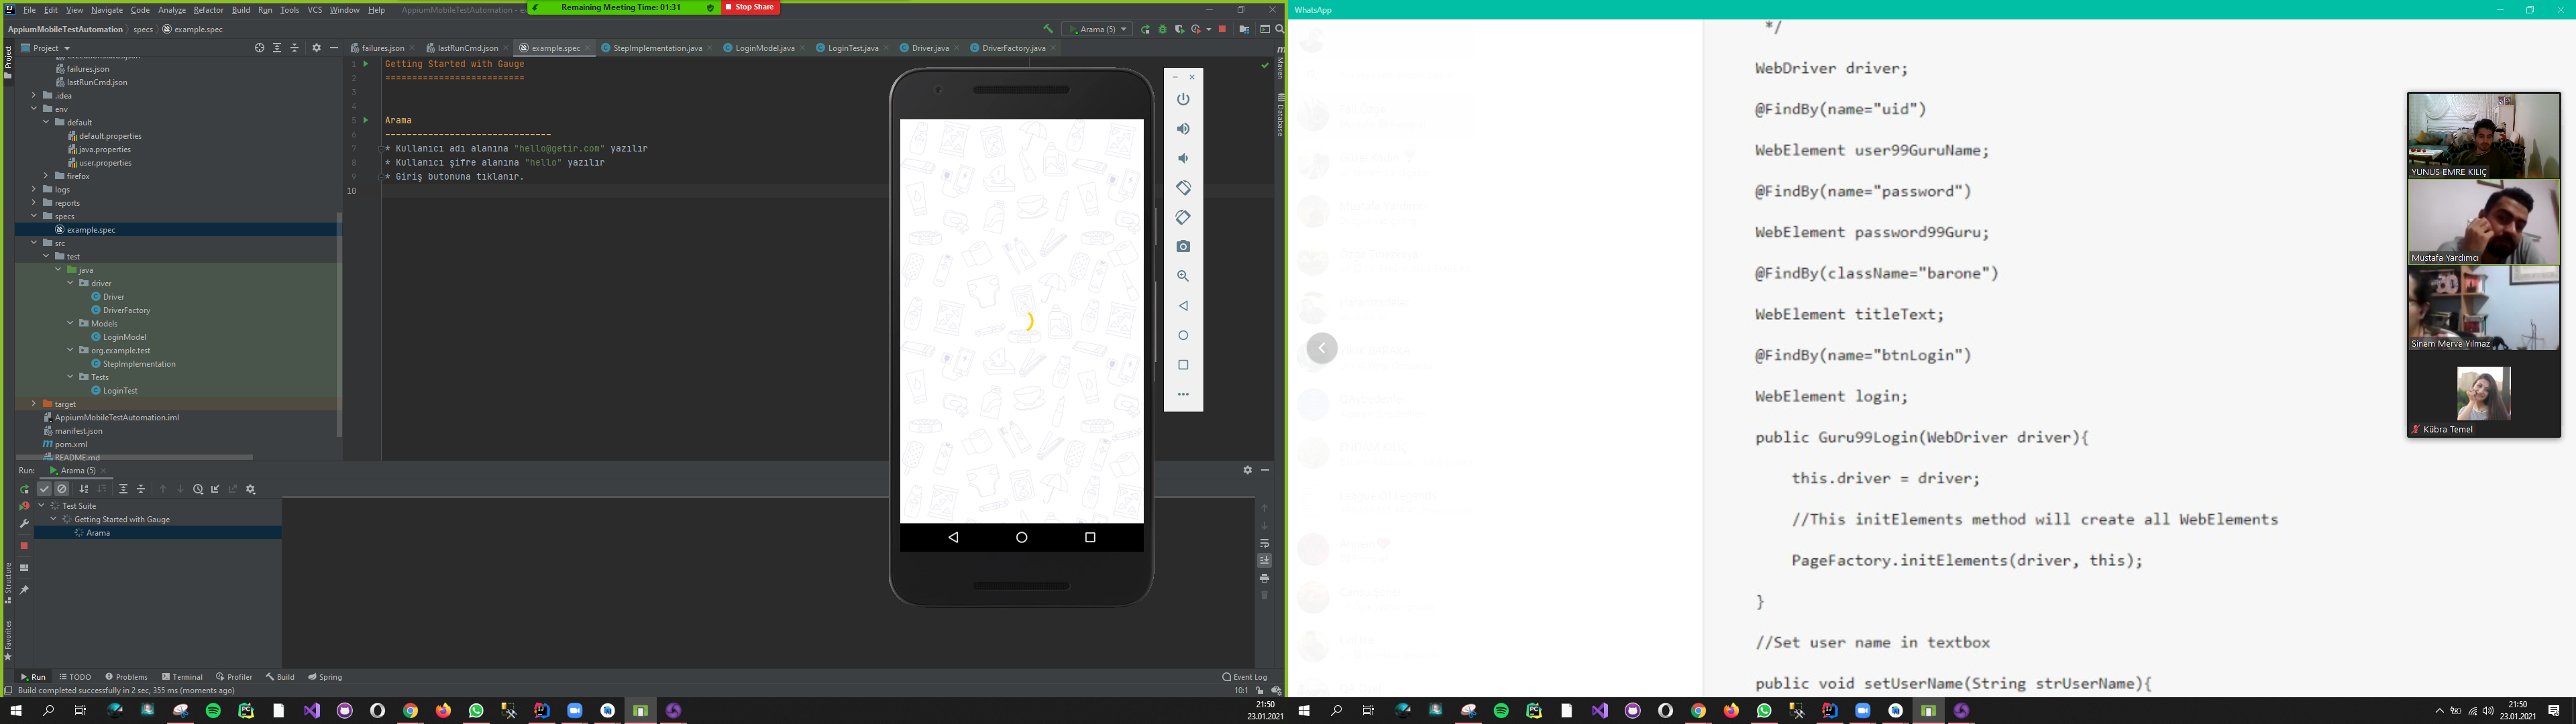 File Edit View Navigate Code Analyze Refactor Build Run Tools VCS Window Help
Remaining Meeting Time: 01:31
Stop Share
AppiumMobileTestAutomation specs example.spec
Arama (5)
Project
failures.json
lastRunCmd.json
example.spec
StepImplementation.java
LoginModel.java
LoginTest.java
Driver.java
DriverFactory.java
failures.json
lastRunCmd.json
.idea
env
default
default.properties
java.properties
user.properties
firefox
logs
reports
specs
example.spec
src
test
java
driver
Driver
DriverFactory
Models
LoginModel
org.example.test
StepImplementation
Tests
LoginTest
target
AppiumMobileTestAutomation.iml
manifest.json
pom.xml
README.md
Project
Structure
Favorites
Maven
Database
1 Getting Started with Gauge
2 ==========================
3
4
5 Arama
6 -------------------------------
7 * Kullanıcı adı alanına "hello@getir.com" yazılır
8 * Kullanıcı şifre alanına "hello" yazılır
9 * Giriş butonuna tıklanır.
10
Run: Arama (5)
Test Suite
Getting Started with Gauge
Arama
Run TODO Problems Terminal Profiler Build Spring
Event Log
Build completed successfully in 2 sec, 355 ms (moments ago)
10:1
21:50
23.01.2021
WhatsApp
*/
WebDriver driver;
@FindBy(name="uid")
WebElement user99GuruName;
@FindBy(name="password")
WebElement password99Guru;
@FindBy(className="barone")
WebElement titleText;
@FindBy(name="btnLogin")
WebElement login;
public Guru99Login(WebDriver driver){
this.driver = driver;
//This initElements method will create all WebElements
PageFactory.initElements(driver, this);
}
//Set user name in textbox
public void setUserName(String strUserName){
YUNUS EMRE KILIÇ
Mustafa Yardımcı
Sinem Merve Yılmaz
Kübra Temel
21:50
23.01.2021